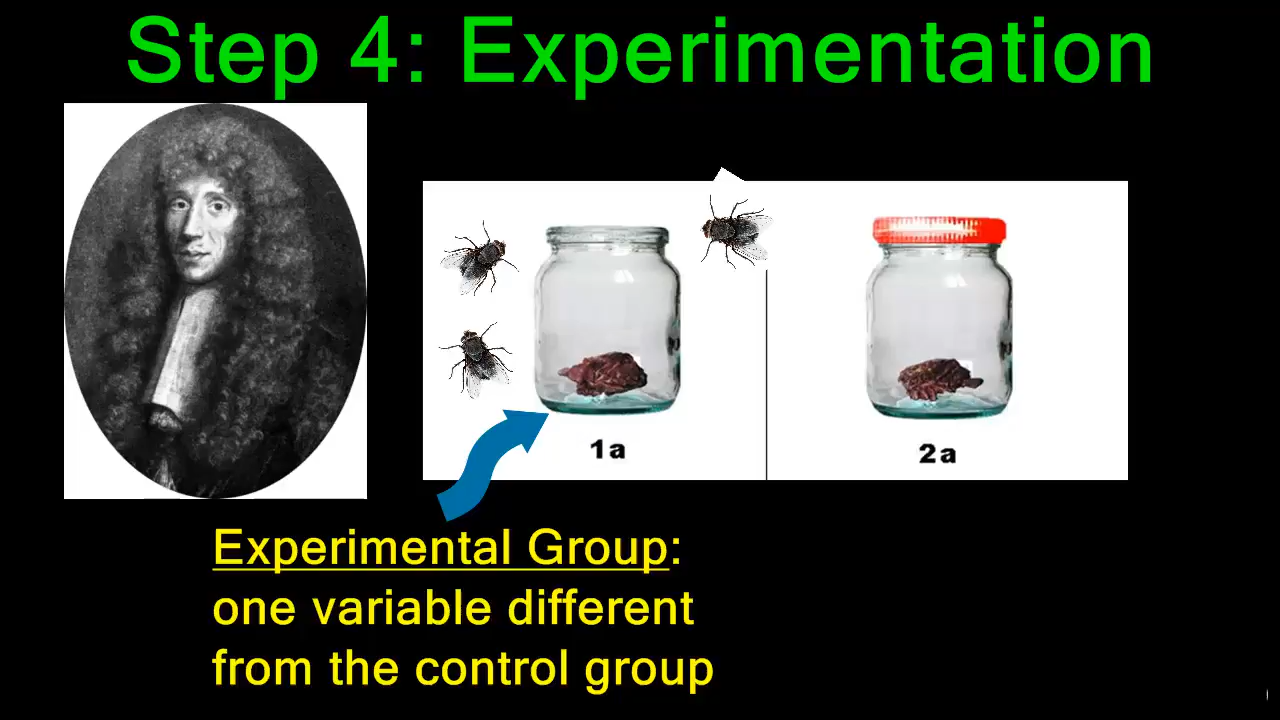 Step 4: Experimentation
1a
2a
Experimental Group:
one variable different
from the control group